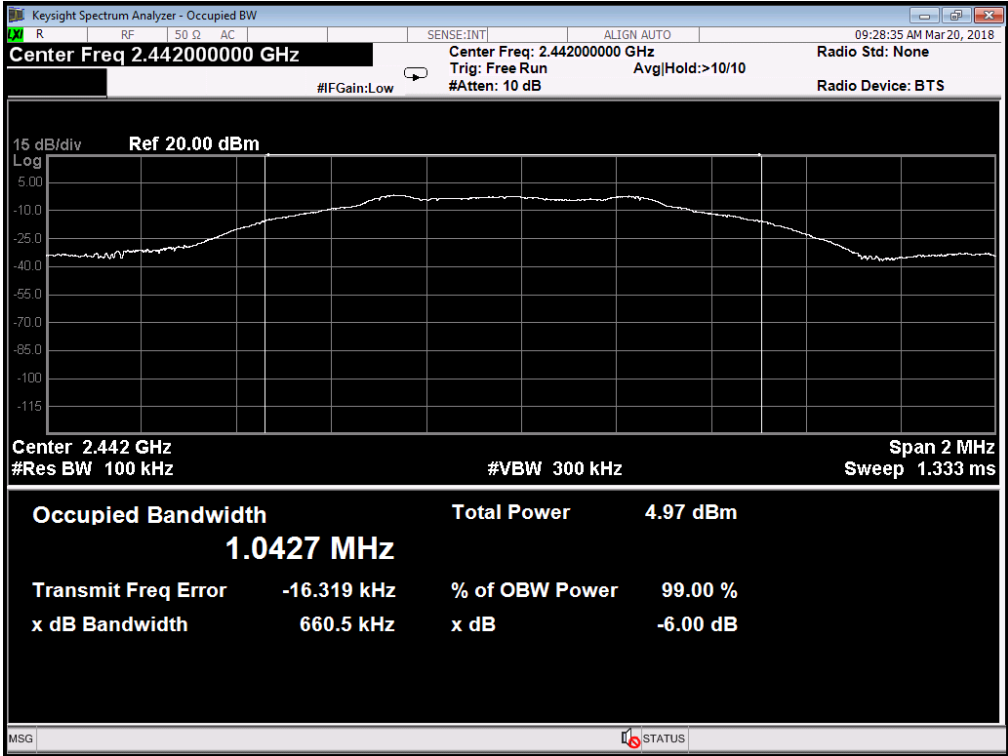 Keysight Spectrum Analyzer - Occupied BW
LXI R RF 50 Ω AC SENSE:INT ALIGN AUTO 09:28:35 AM Mar 20, 2018
Center Freq 2.442000000 GHz Center Freq: 2.442000000 GHz Radio Std: None
Trig: Free Run Avg|Hold:>10/10
#IFGain:Low #Atten: 10 dB Radio Device: BTS
15 dB/div Ref 20.00 dBm
Log
5.00
-10.0
-25.0
-40.0
-55.0
-70.0
-85.0
-100
-115
Center 2.442 GHz Span 2 MHz
#Res BW 100 kHz #VBW 300 kHz Sweep 1.333 ms
Occupied Bandwidth Total Power 4.97 dBm
1.0427 MHz
Transmit Freq Error -16.319 kHz % of OBW Power 99.00 %
x dB Bandwidth 660.5 kHz x dB -6.00 dB
MSG STATUS